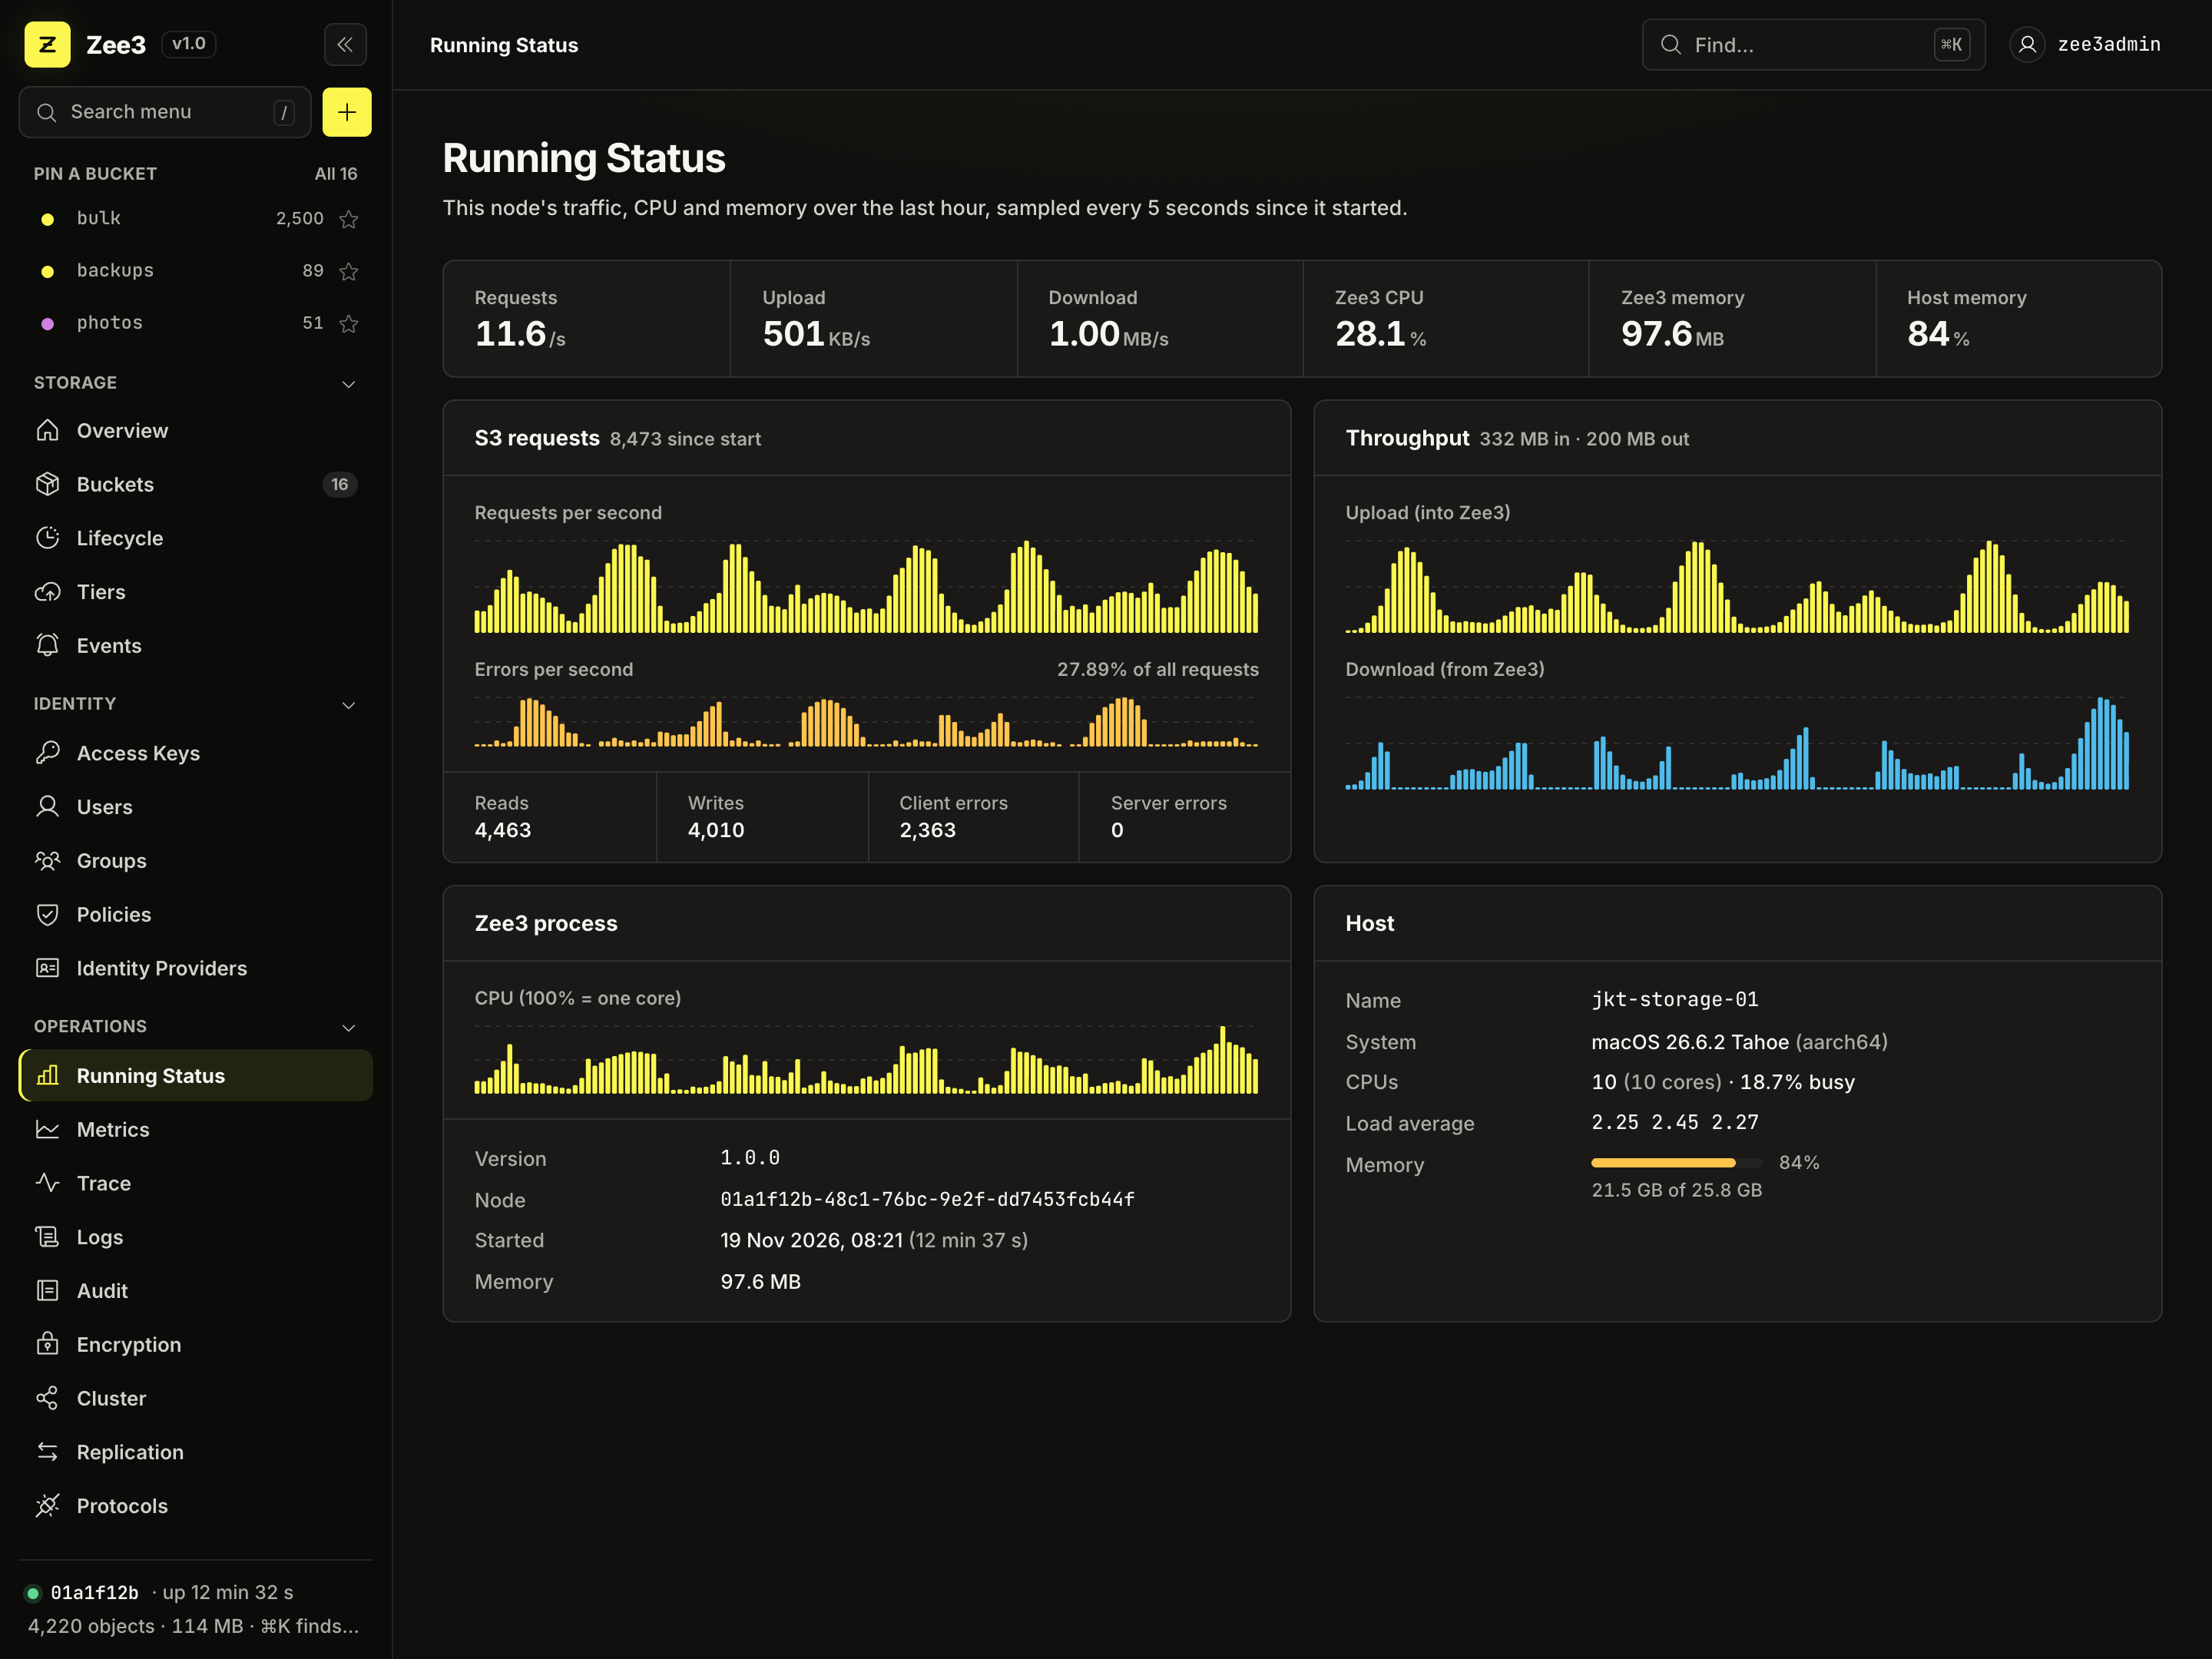 Zee3 v1.0
Search menu /
PIN A BUCKET All 16
bulk 2,500
backups 89
photos 51
STORAGE
Overview
Buckets 16
Lifecycle
Tiers
Events
IDENTITY
Access Keys
Users
Groups
Policies
Identity Providers
OPERATIONS
Running Status
Metrics
Trace
Logs
Audit
Encryption
Cluster
Replication
Protocols
01a1f12b · up 12 min 32 s
4,220 objects · 114 MB · ⌘K finds...
Running Status
Find... ⌘K zee3admin
Running Status
This node's traffic, CPU and memory over the last hour, sampled every 5 seconds since it started.
Requests
11.6 /s
Upload
501 KB/s
Download
1.00 MB/s
Zee3 CPU
28.1 %
Zee3 memory
97.6 MB
Host memory
84 %
S3 requests 8,473 since start
Requests per second
Errors per second 27.89% of all requests
Reads
4,463
Writes
4,010
Client errors
2,363
Server errors
0
Throughput 332 MB in · 200 MB out
Upload (into Zee3)
Download (from Zee3)
Zee3 process
CPU (100% = one core)
Version 1.0.0
Node 01a1f12b-48c1-76bc-9e2f-dd7453fcb44f
Started 19 Nov 2026, 08:21 (12 min 37 s)
Memory 97.6 MB
Host
Name jkt-storage-01
System macOS 26.6.2 Tahoe (aarch64)
CPUs 10 (10 cores) · 18.7% busy
Load average 2.25 2.45 2.27
Memory 84%
21.5 GB of 25.8 GB